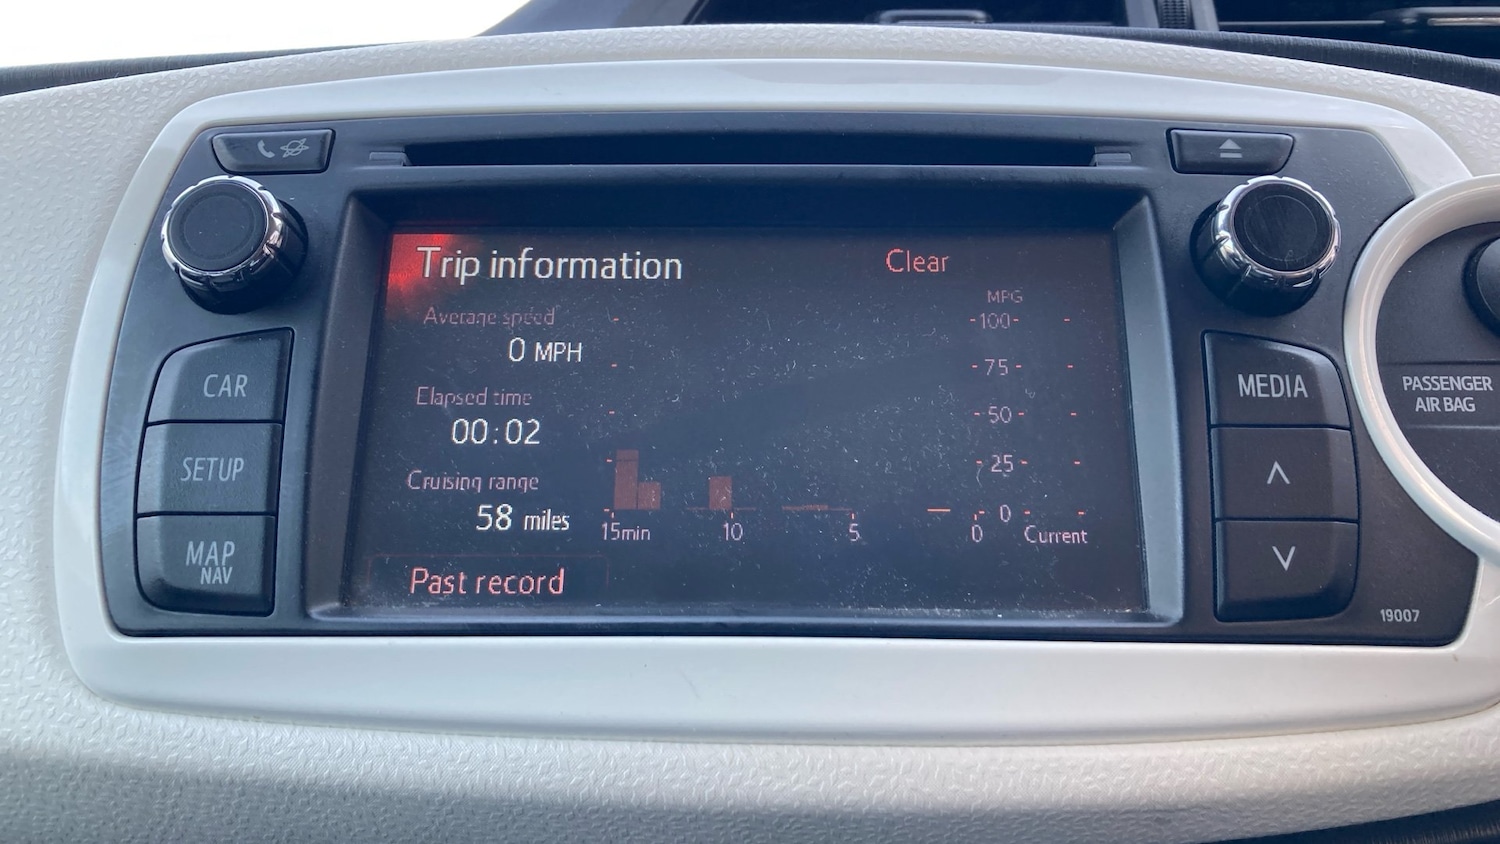 Trip information
Clear
Average speed
0 MPH
Elapsed time
00:02
Cruising range
58 miles
Past record
MPG
100
75
50
25
0
15min
10
5
0
Current
CAR
SETUP
MAP
NAV
MEDIA
PASSENGER
AIR BAG
19007